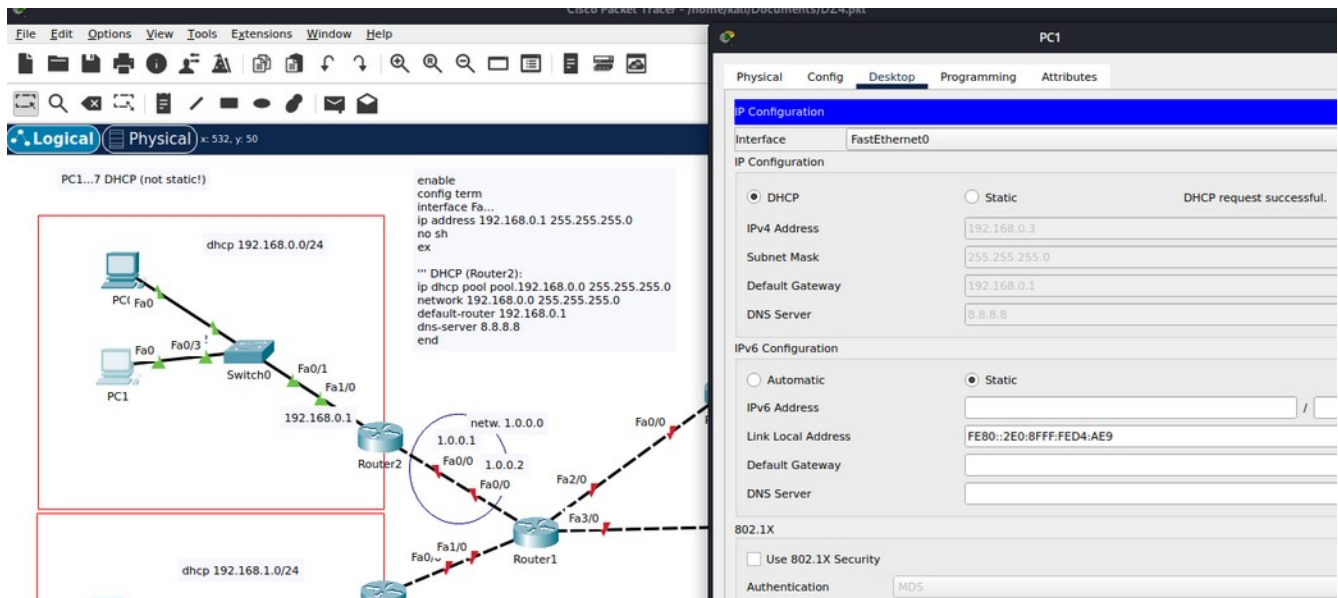 Cisco Packet Tracer - /home/kali/Documents/DZ4.pkt
File Edit Options View Tools Extensions Window Help
Logical Physical x: 532, y: 50
PC1...7 DHCP (not static!)
enable
config term
interface Fa...
ip address 192.168.0.1 255.255.255.0
no sh
ex
''' DHCP (Router2):
ip dhcp pool pool.192.168.0.0 255.255.255.0
network 192.168.0.0 255.255.255.0
default-router 192.168.0.1
dns-server 8.8.8.8
end
dhcp 192.168.0.0/24
Fa0
Fa0
Fa0/3
PC1
Switch0
Fa0/1
Fa1/0
192.168.0.1
Router2
netw. 1.0.0.0
1.0.0.1
Fa0/0
1.0.0.2
Fa0/0
Fa0/0
Fa2/0
Fa3/0
Router1
Fa1/0
dhcp 192.168.1.0/24
PC1
Physical Config Desktop Programming Attributes
IP Configuration
Interface FastEthernet0
IP Configuration
DHCP Static DHCP request successful.
IPv4 Address 192.168.0.3
Subnet Mask 255.255.255.0
Default Gateway 192.168.0.1
DNS Server 8.8.8.8
IPv6 Configuration
Automatic Static
IPv6 Address /
Link Local Address FE80::2E0:8FFF:FED4:AE9
Default Gateway
DNS Server
802.1X
Use 802.1X Security
Authentication MD5